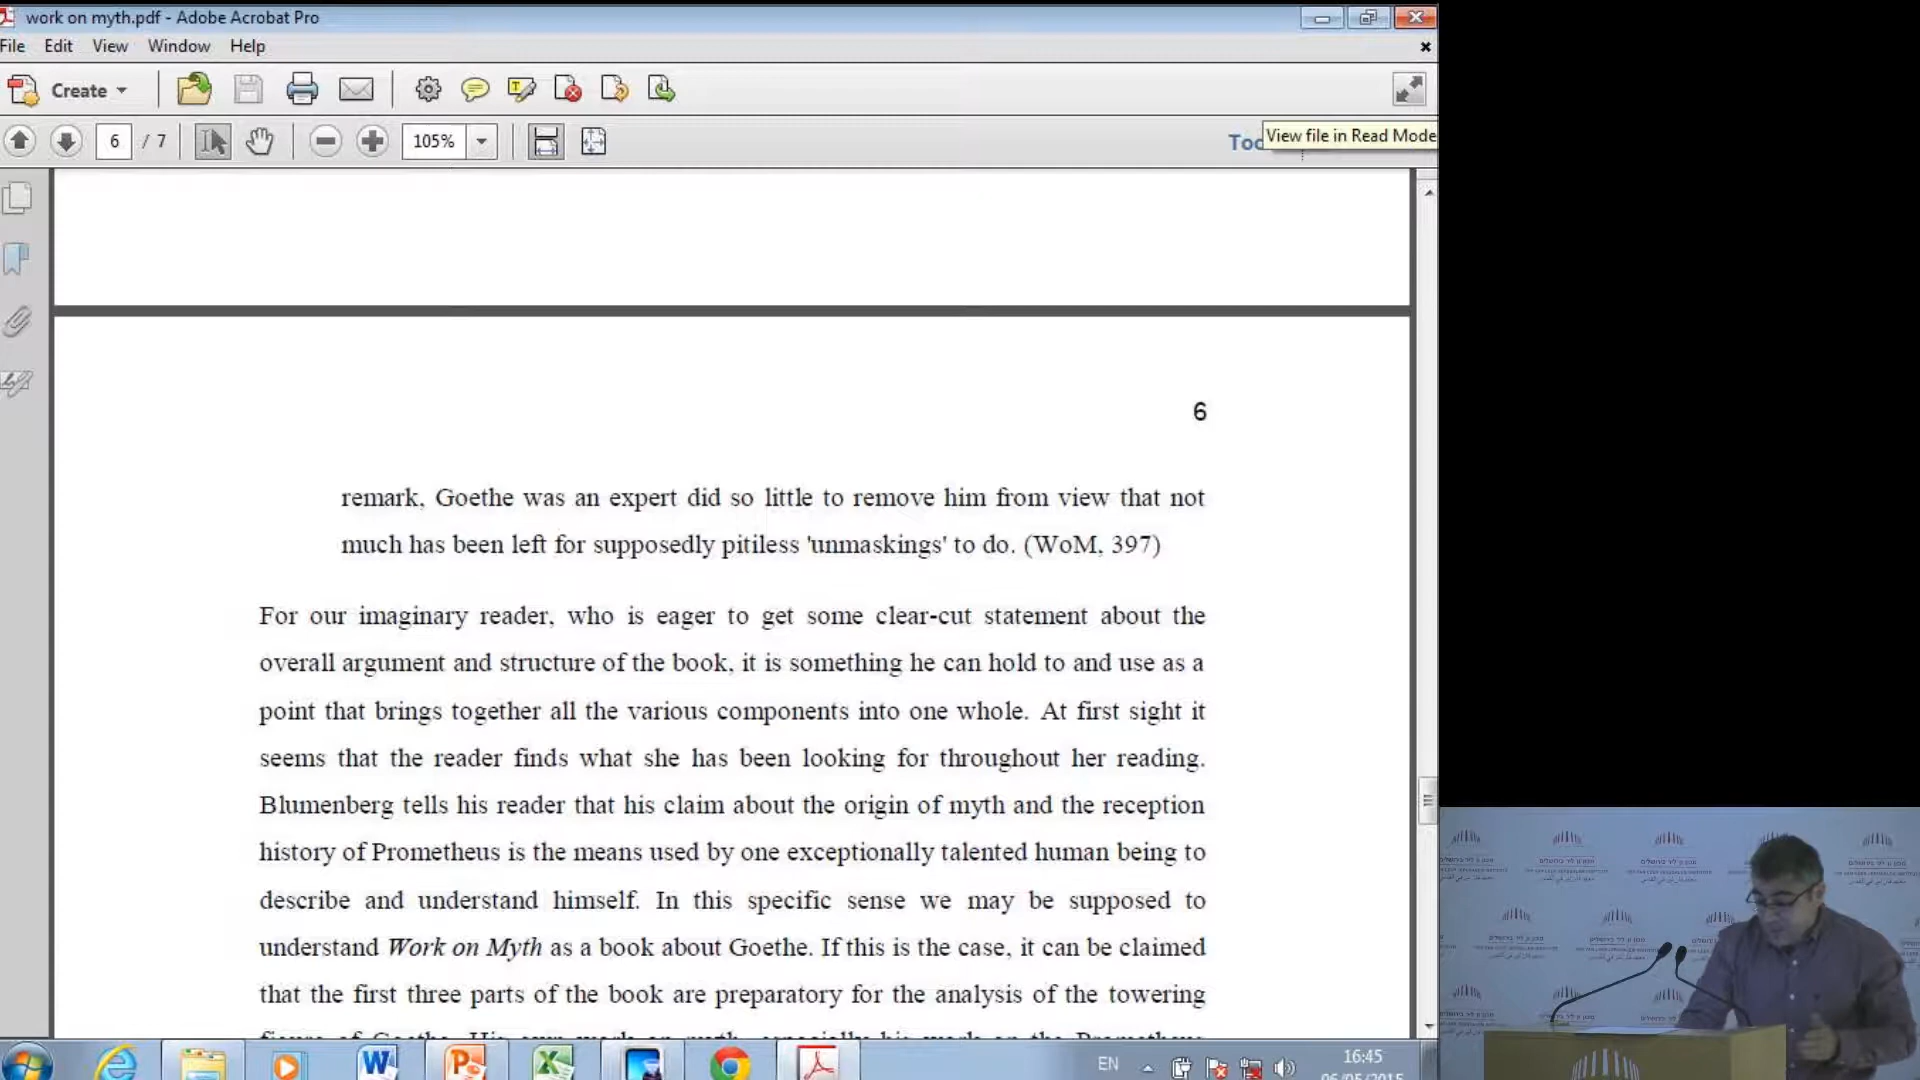 work on myth.pdf - Adobe Acrobat Pro
File Edit View Window Help
Create
6 / 7 105%
View file in Read Mode
6
remark, Goethe was an expert did so little to remove him from view that not
much has been left for supposedly pitiless 'unmaskings' to do. (WoM, 397)
For our imaginary reader, who is eager to get some clear-cut statement about the
overall argument and structure of the book, it is something he can hold to and use as a
point that brings together all the various components into one whole. At first sight it
seems that the reader finds what she has been looking for throughout her reading.
Blumenberg tells his reader that his claim about the origin of myth and the reception
history of Prometheus is the means used by one exceptionally talented human being to
describe and understand himself. In this specific sense we may be supposed to
understand Work on Myth as a book about Goethe. If this is the case, it can be claimed
that the first three parts of the book are preparatory for the analysis of the towering
EN
16:45
06/05/2015